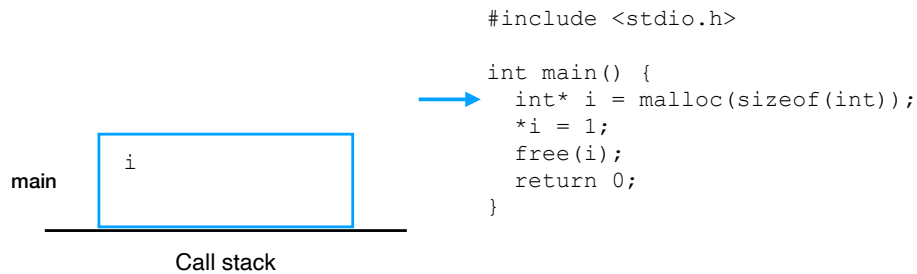 #include <stdio.h>
int main() {
int* i = malloc(sizeof(int));
*i = 1;
free(i);
return 0;
}
i
main
Call stack